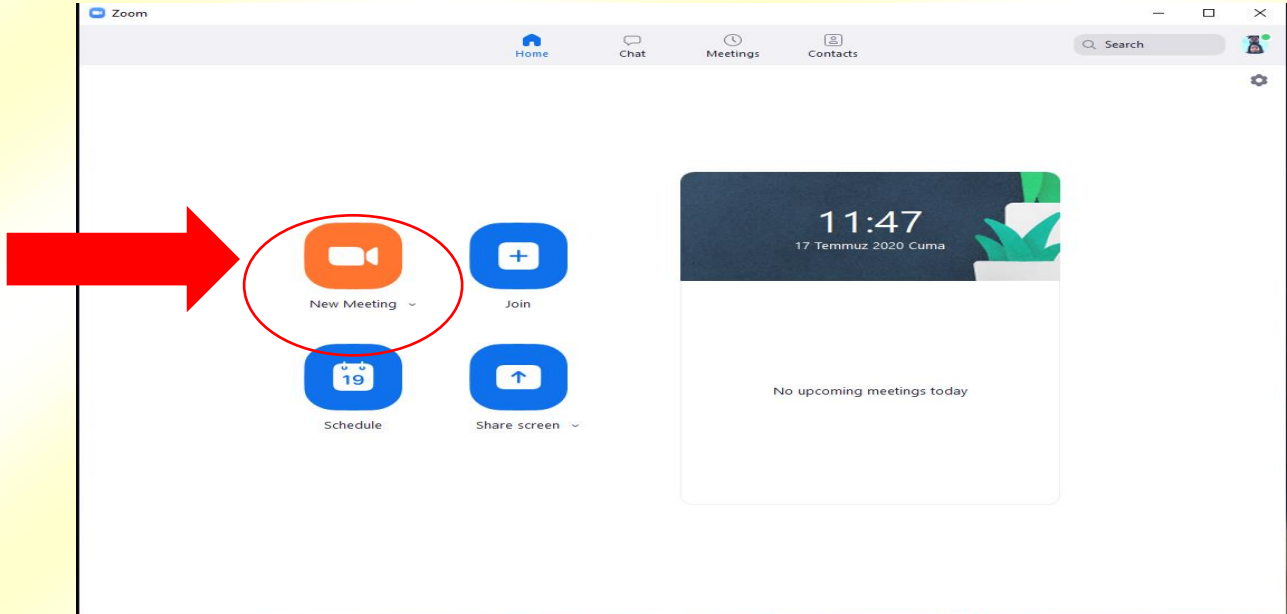 Zoom
Home
Chat
Meetings
Contacts
Search
11:47
17 Temmuz 2020 Cuma
New Meeting
Join
19
Schedule
Share screen
No upcoming meetings today